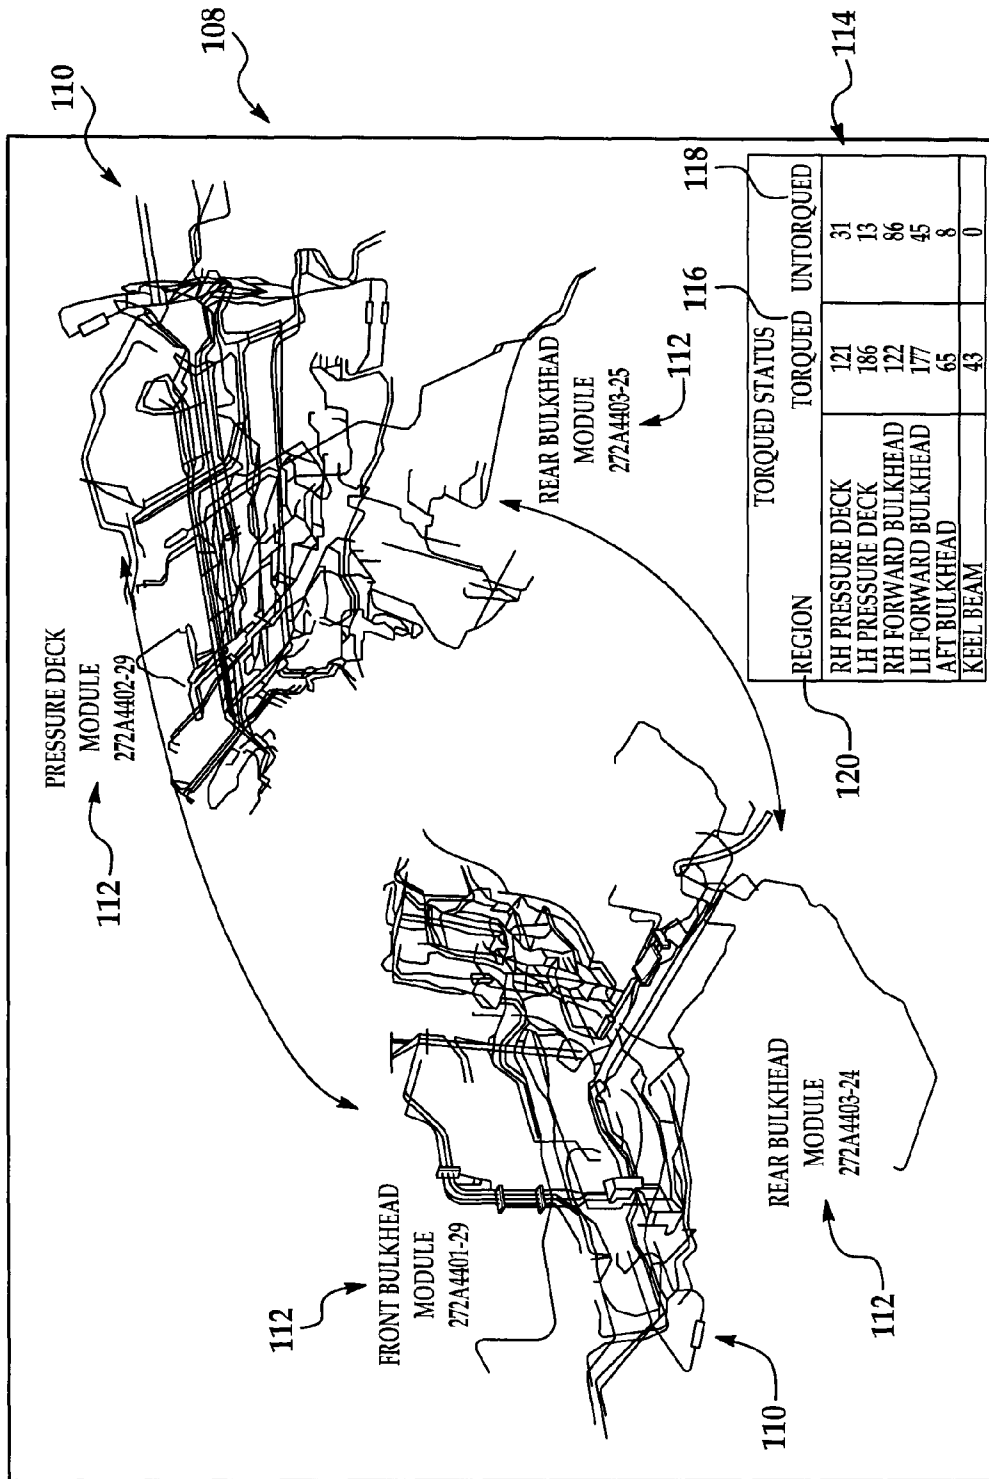 108
110
PRESSURE DECK
MODULE
272A4402-29
112
REAR BULKHEAD
MODULE
272A4403-25
112
FRONT BULKHEAD
MODULE
272A4401-29
112
REAR BULKHEAD
MODULE
272A4403-24
112
110
114
116
118
120
TORQUED STATUS
REGION TORQUED UNTORQUED
RH PRESSURE DECK 121 31
LH PRESSURE DECK 186 13
RH FORWARD BULKHEAD 122 86
LH FORWARD BULKHEAD 177 45
AFT BULKHEAD 65 8
KEEL BEAM 43 0